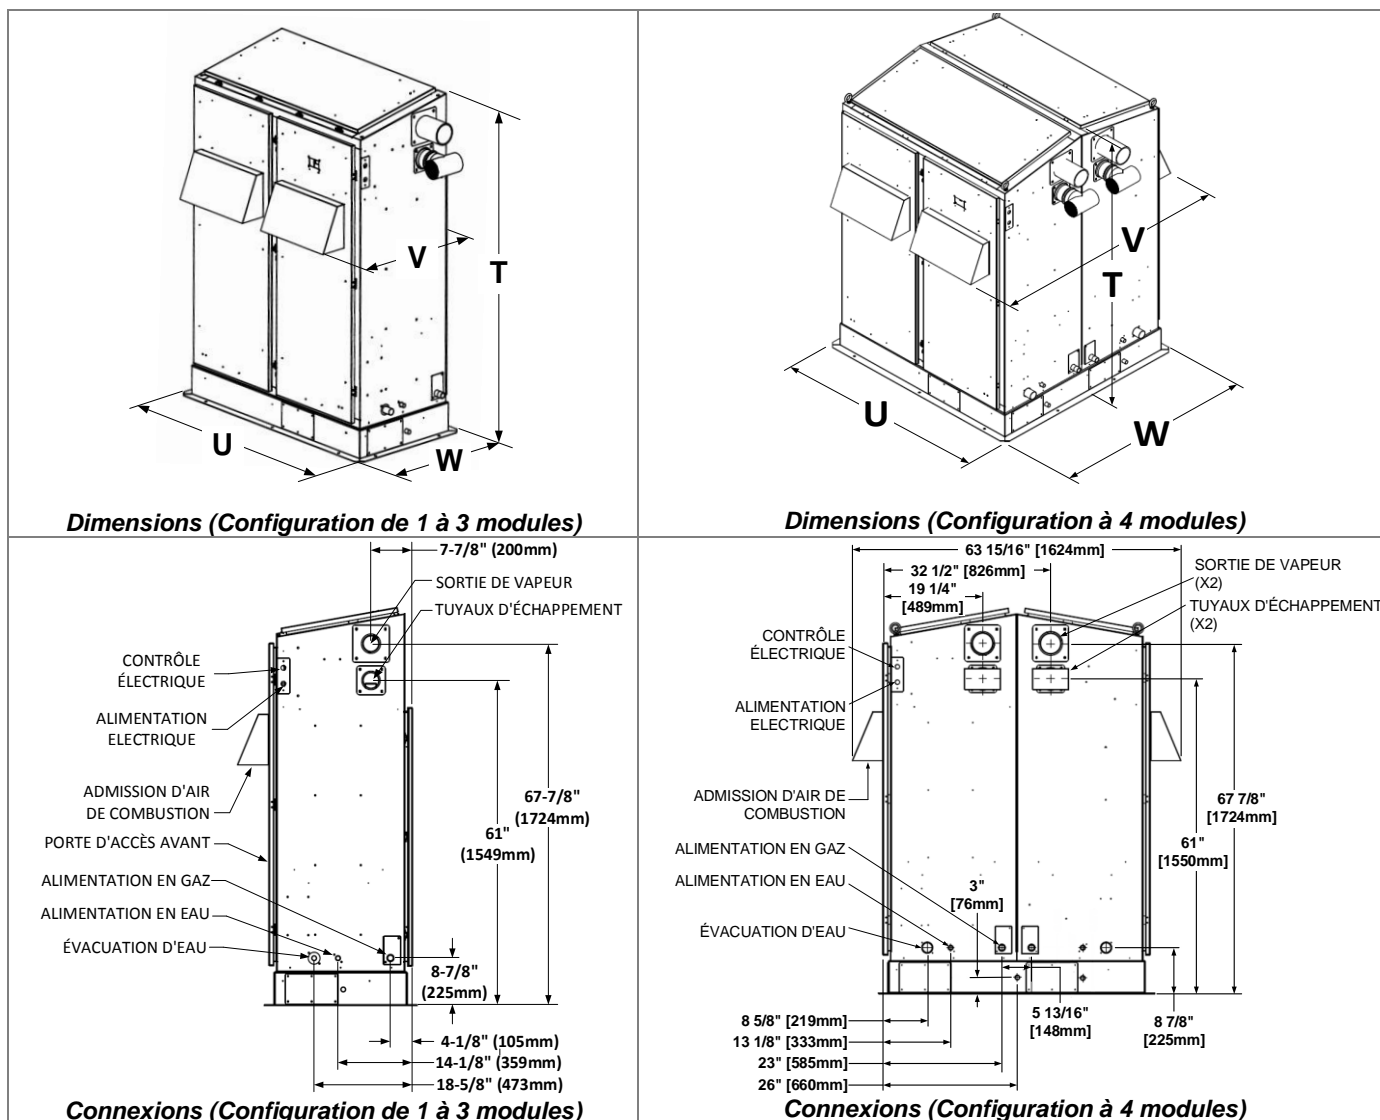 V
T
U
W
Dimensions (Configuration de 1 à 3 modules)
V
T
U
W
Dimensions (Configuration à 4 modules)
7-7/8" (200mm)
SORTIE DE VAPEUR
TUYAUX D'ÉCHAPPEMENT
CONTRÔLE
ÉLECTRIQUE
ALIMENTATION
ELECTRIQUE
ADMISSION D'AIR
DE COMBUSTION
PORTE D'ACCÈS AVANT
ALIMENTATION EN GAZ
ALIMENTATION EN EAU
ÉVACUATION D'EAU
67-7/8"
(1724mm)
61"
(1549mm)
8-7/8"
(225mm)
4-1/8" (105mm)
14-1/8" (359mm)
18-5/8" (473mm)
Connexions (Configuration de 1 à 3 modules)
63 15/16" [1624mm]
32 1/2" [826mm]
19 1/4"
[489mm]
SORTIE DE VAPEUR
(X2)
TUYAUX D'ÉCHAPPEMENT
(X2)
CONTRÔLE
ÉLECTRIQUE
ALIMENTATION
ELECTRIQUE
ADMISSION D'AIR DE
COMBUSTION
ALIMENTATION EN GAZ
ALIMENTATION EN EAU
ÉVACUATION D'EAU
3"
[76mm]
67 7/8"
[1724mm]
61"
[1550mm]
5 13/16"
[148mm]
8 7/8"
[225mm]
8 5/8" [219mm]
13 1/8" [333mm]
23" [585mm]
26" [660mm]
Connexions (Configuration à 4 modules)